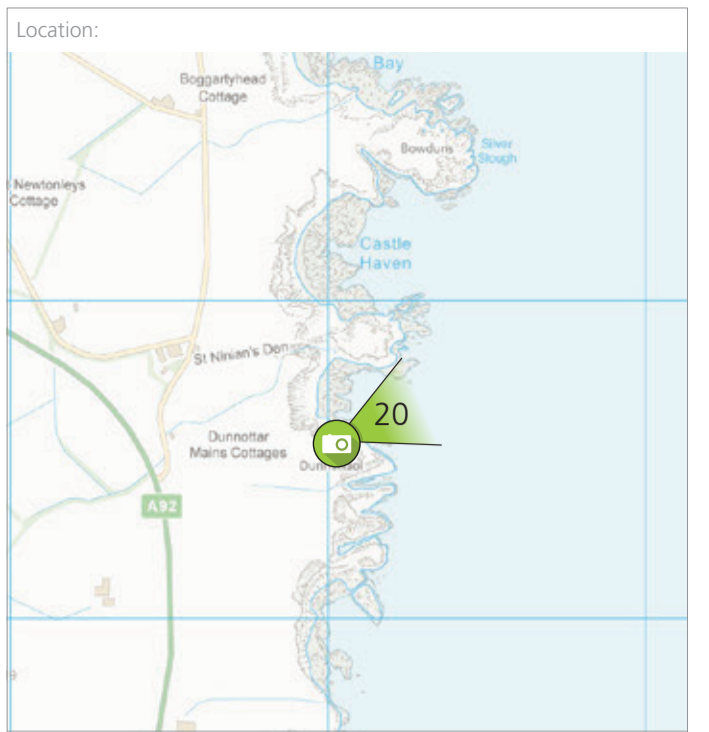 Location:
Bay
Boggartyhead
Cottage
Bowduns
Silver
Slough
Newtonleys
Cottage
Castle
Haven
St Ninian's Den
20
Dunnottar
Mains Cottages
A92